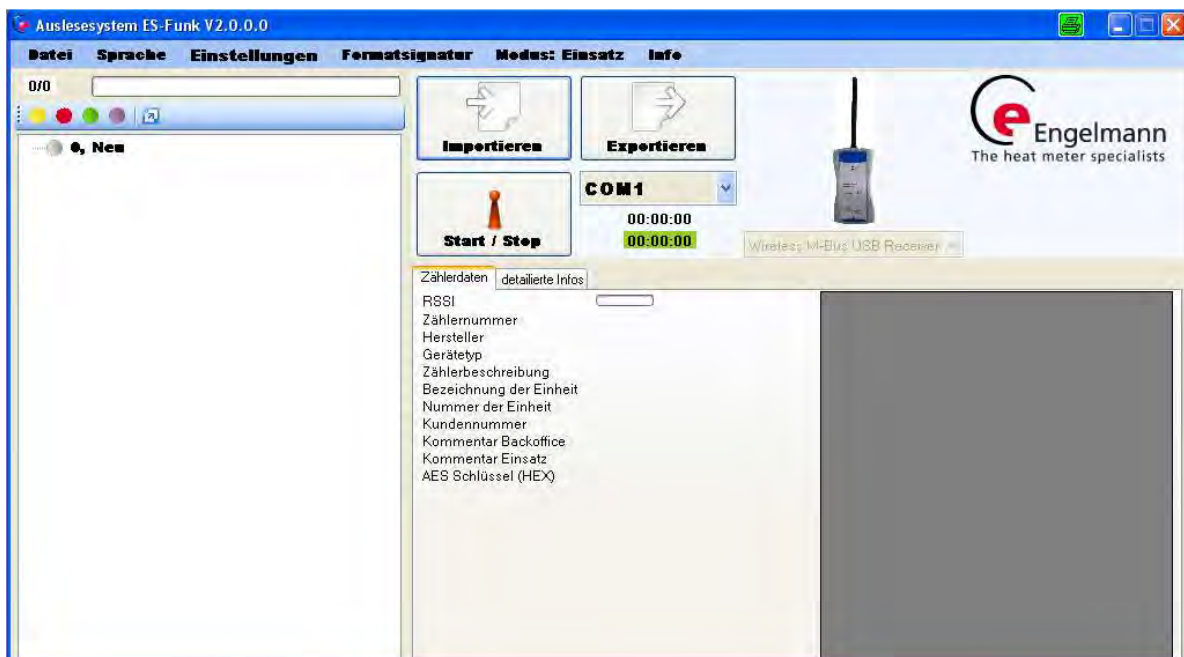 Auslesesystem ES-Funk V2.0.0.0
Datei Sprache Einstellungen Formatsignatur Modus: Einsatz Info
0/0
0, Neu
Importieren
Exportieren
Start / Stop
COM1
00:00:00
00:00:00
Wireless M-Bus USB Receiver
e Engelmann
The heat meter specialists
Zählerdaten detailierte Infos
RSSI
Zählernummer
Hersteller
Gerätetyp
Zählerbeschreibung
Bezeichnung der Einheit
Nummer der Einheit
Kundennummer
Kommentar Backoffice
Kommentar Einsatz
AES Schlüssel (HEX)